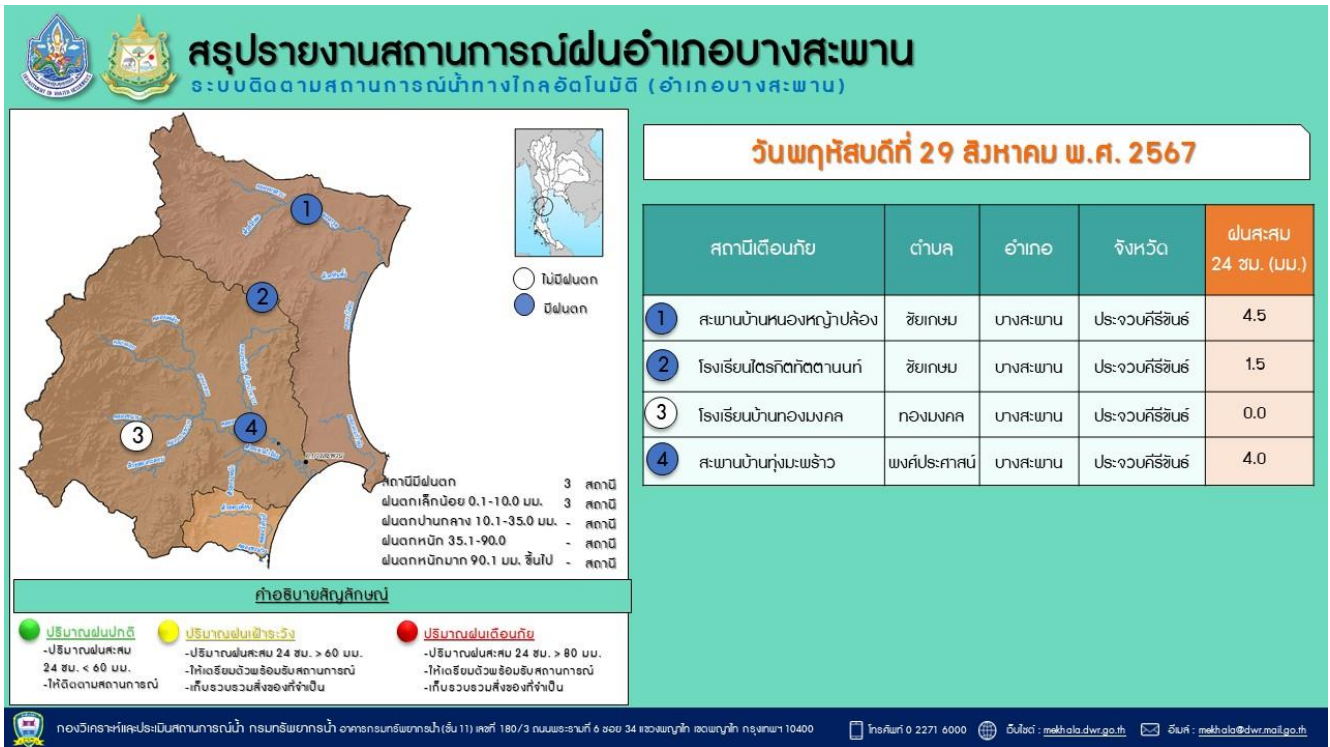 สรุปรายงานสถานการณ์ฝนอำเภอบางสะพาน
ระบบติดตามสถานการณ์น้ำทางไกลอัตโนมัติ (อำเภอบางสะพาน)
วันพฤหัสบดีที่ 29 สิงหาคม พ.ศ. 2567
1
2
3
4
ไม่มีฝนตก
มีฝนตก
สถานีมีฝนตก 3 สถานี
ฝนตกเล็กน้อย 0.1-10.0 มม. 3 สถานี
ฝนตกปานกลาง 10.1-35.0 มม. - สถานี
ฝนตกหนัก 35.1-90.0 - สถานี
ฝนตกหนักมาก 90.1 มม. ขึ้นไป - สถานี
คำอธิบายสัญลักษณ์
ปริมาณฝนปกติ
-ปริมาณฝนสะสม
24 ชม. < 60 มม.
-ให้ติดตามสถานการณ์
ปริมาณฝนเฝ้าระวัง
-ปริมาณฝนสะสม 24 ชม. > 60 มม.
-ให้เตรียมตัวพร้อมรับสถานการณ์
-เก็บรวบรวมสิ่งของที่จำเป็น
ปริมาณฝนเตือนภัย
-ปริมาณฝนสะสม 24 ชม. > 80 มม.
-ให้เตรียมตัวพร้อมรับสถานการณ์
-เก็บรวบรวมสิ่งของที่จำเป็น
สถานีเตือนภัย ตำบล อำเภอ จังหวัด ฝนสะสม
24 ชม. (มม.)
1 สะพานบ้านหนองหญ้าปล้อง ชัยเกษม บางสะพาน ประจวบคีรีขันธ์ 4.5
2 โรงเรียนไตรกิตทัตตานนท์ ชัยเกษม บางสะพาน ประจวบคีรีขันธ์ 1.5
3 โรงเรียนบ้านทองมงคล ทองมงคล บางสะพาน ประจวบคีรีขันธ์ 0.0
4 สะพานบ้านทุ่งมะพร้าว พงศ์ประศาสน์ บางสะพาน ประจวบคีรีขันธ์ 4.0
กองวิเคราะห์และประเมินสถานการณ์น้ำ กรมทรัพยากรน้ำ อาคารกรมทรัพยากรน้ำ (ชั้น 11) เลขที่ 180/3 ถนนพระรามที่ 6 ซอย 34 แขวงพญาไท เขตพญาไท กรุงเทพฯ 10400 โทรศัพท์ 0 2271 6000 เว็บไซต์ : mekhala.dwr.go.th อีเมล์ : mekhala@dwr.mail.go.th